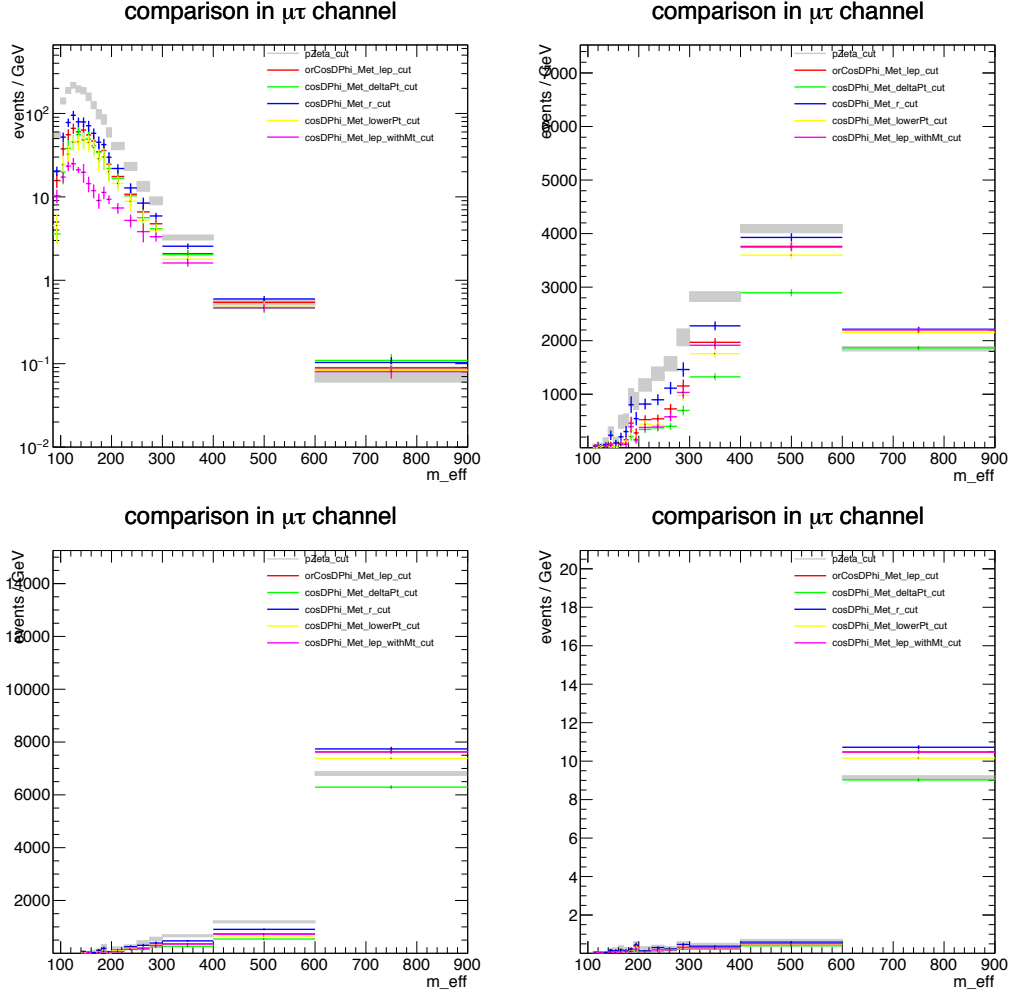 comparison in μτ channel
events / GeV
pZeta_cut
orCosDPhi_Met_lep_cut
cosDPhi_Met_deltaPt_cut
cosDPhi_Met_r_cut
cosDPhi_Met_lowerPt_cut
cosDPhi_Met_lep_withMt_cut
10²
10
1
10⁻¹
10⁻²
100 200 300 400 500 600 700 800 900
m_eff
comparison in μτ channel
events / GeV
pZeta_cut
orCosDPhi_Met_lep_cut
cosDPhi_Met_deltaPt_cut
cosDPhi_Met_r_cut
cosDPhi_Met_lowerPt_cut
cosDPhi_Met_lep_withMt_cut
7000
6000
5000
4000
3000
2000
1000
100 200 300 400 500 600 700 800 900
m_eff
comparison in μτ channel
events / GeV
pZeta_cut
orCosDPhi_Met_lep_cut
cosDPhi_Met_deltaPt_cut
cosDPhi_Met_r_cut
cosDPhi_Met_lowerPt_cut
cosDPhi_Met_lep_withMt_cut
14000
12000
10000
8000
6000
4000
2000
100 200 300 400 500 600 700 800 900
m_eff
comparison in μτ channel
events / GeV
pZeta_cut
orCosDPhi_Met_lep_cut
cosDPhi_Met_deltaPt_cut
cosDPhi_Met_r_cut
cosDPhi_Met_lowerPt_cut
cosDPhi_Met_lep_withMt_cut
20
18
16
14
12
10
8
6
4
2
100 200 300 400 500 600 700 800 900
m_eff